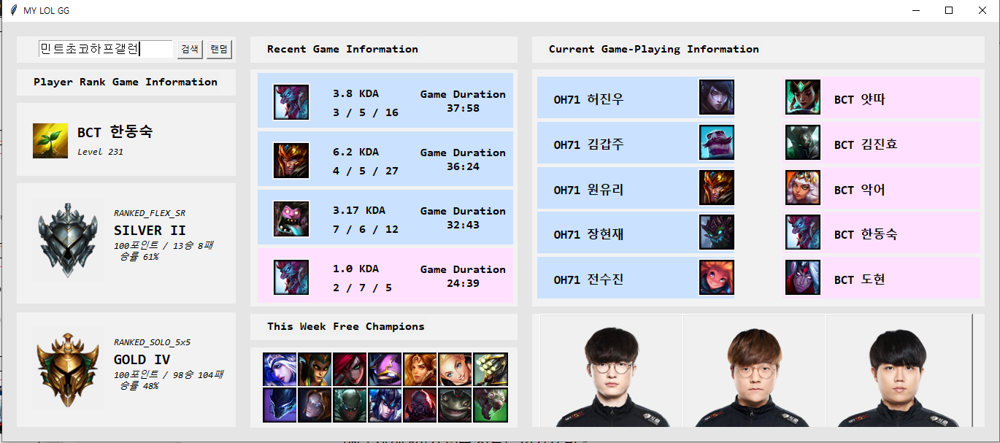 MY LOL GG
민트초코하프갤런
검색
랜덤
Player Rank Game Information
BCT 한동숙
Level 231
RANKED_FLEX_SR
SILVER II
100포인트 / 13승 8패
승률 61%
RANKED_SOLO_5x5
GOLD IV
100포인트 / 98승 104패
승률 48%
Recent Game Information
3.8 KDA
3 / 5 / 16
Game Duration
37:58
6.2 KDA
4 / 5 / 27
Game Duration
36:24
3.17 KDA
7 / 6 / 12
Game Duration
32:43
1.0 KDA
2 / 7 / 5
Game Duration
24:39
This Week Free Champions
Current Game-Playing Information
OH71 허진우
BCT 얏따
OH71 김갑주
BCT 김진효
OH71 원유리
BCT 악어
OH71 장현재
BCT 한동숙
OH71 전수진
BCT 도현